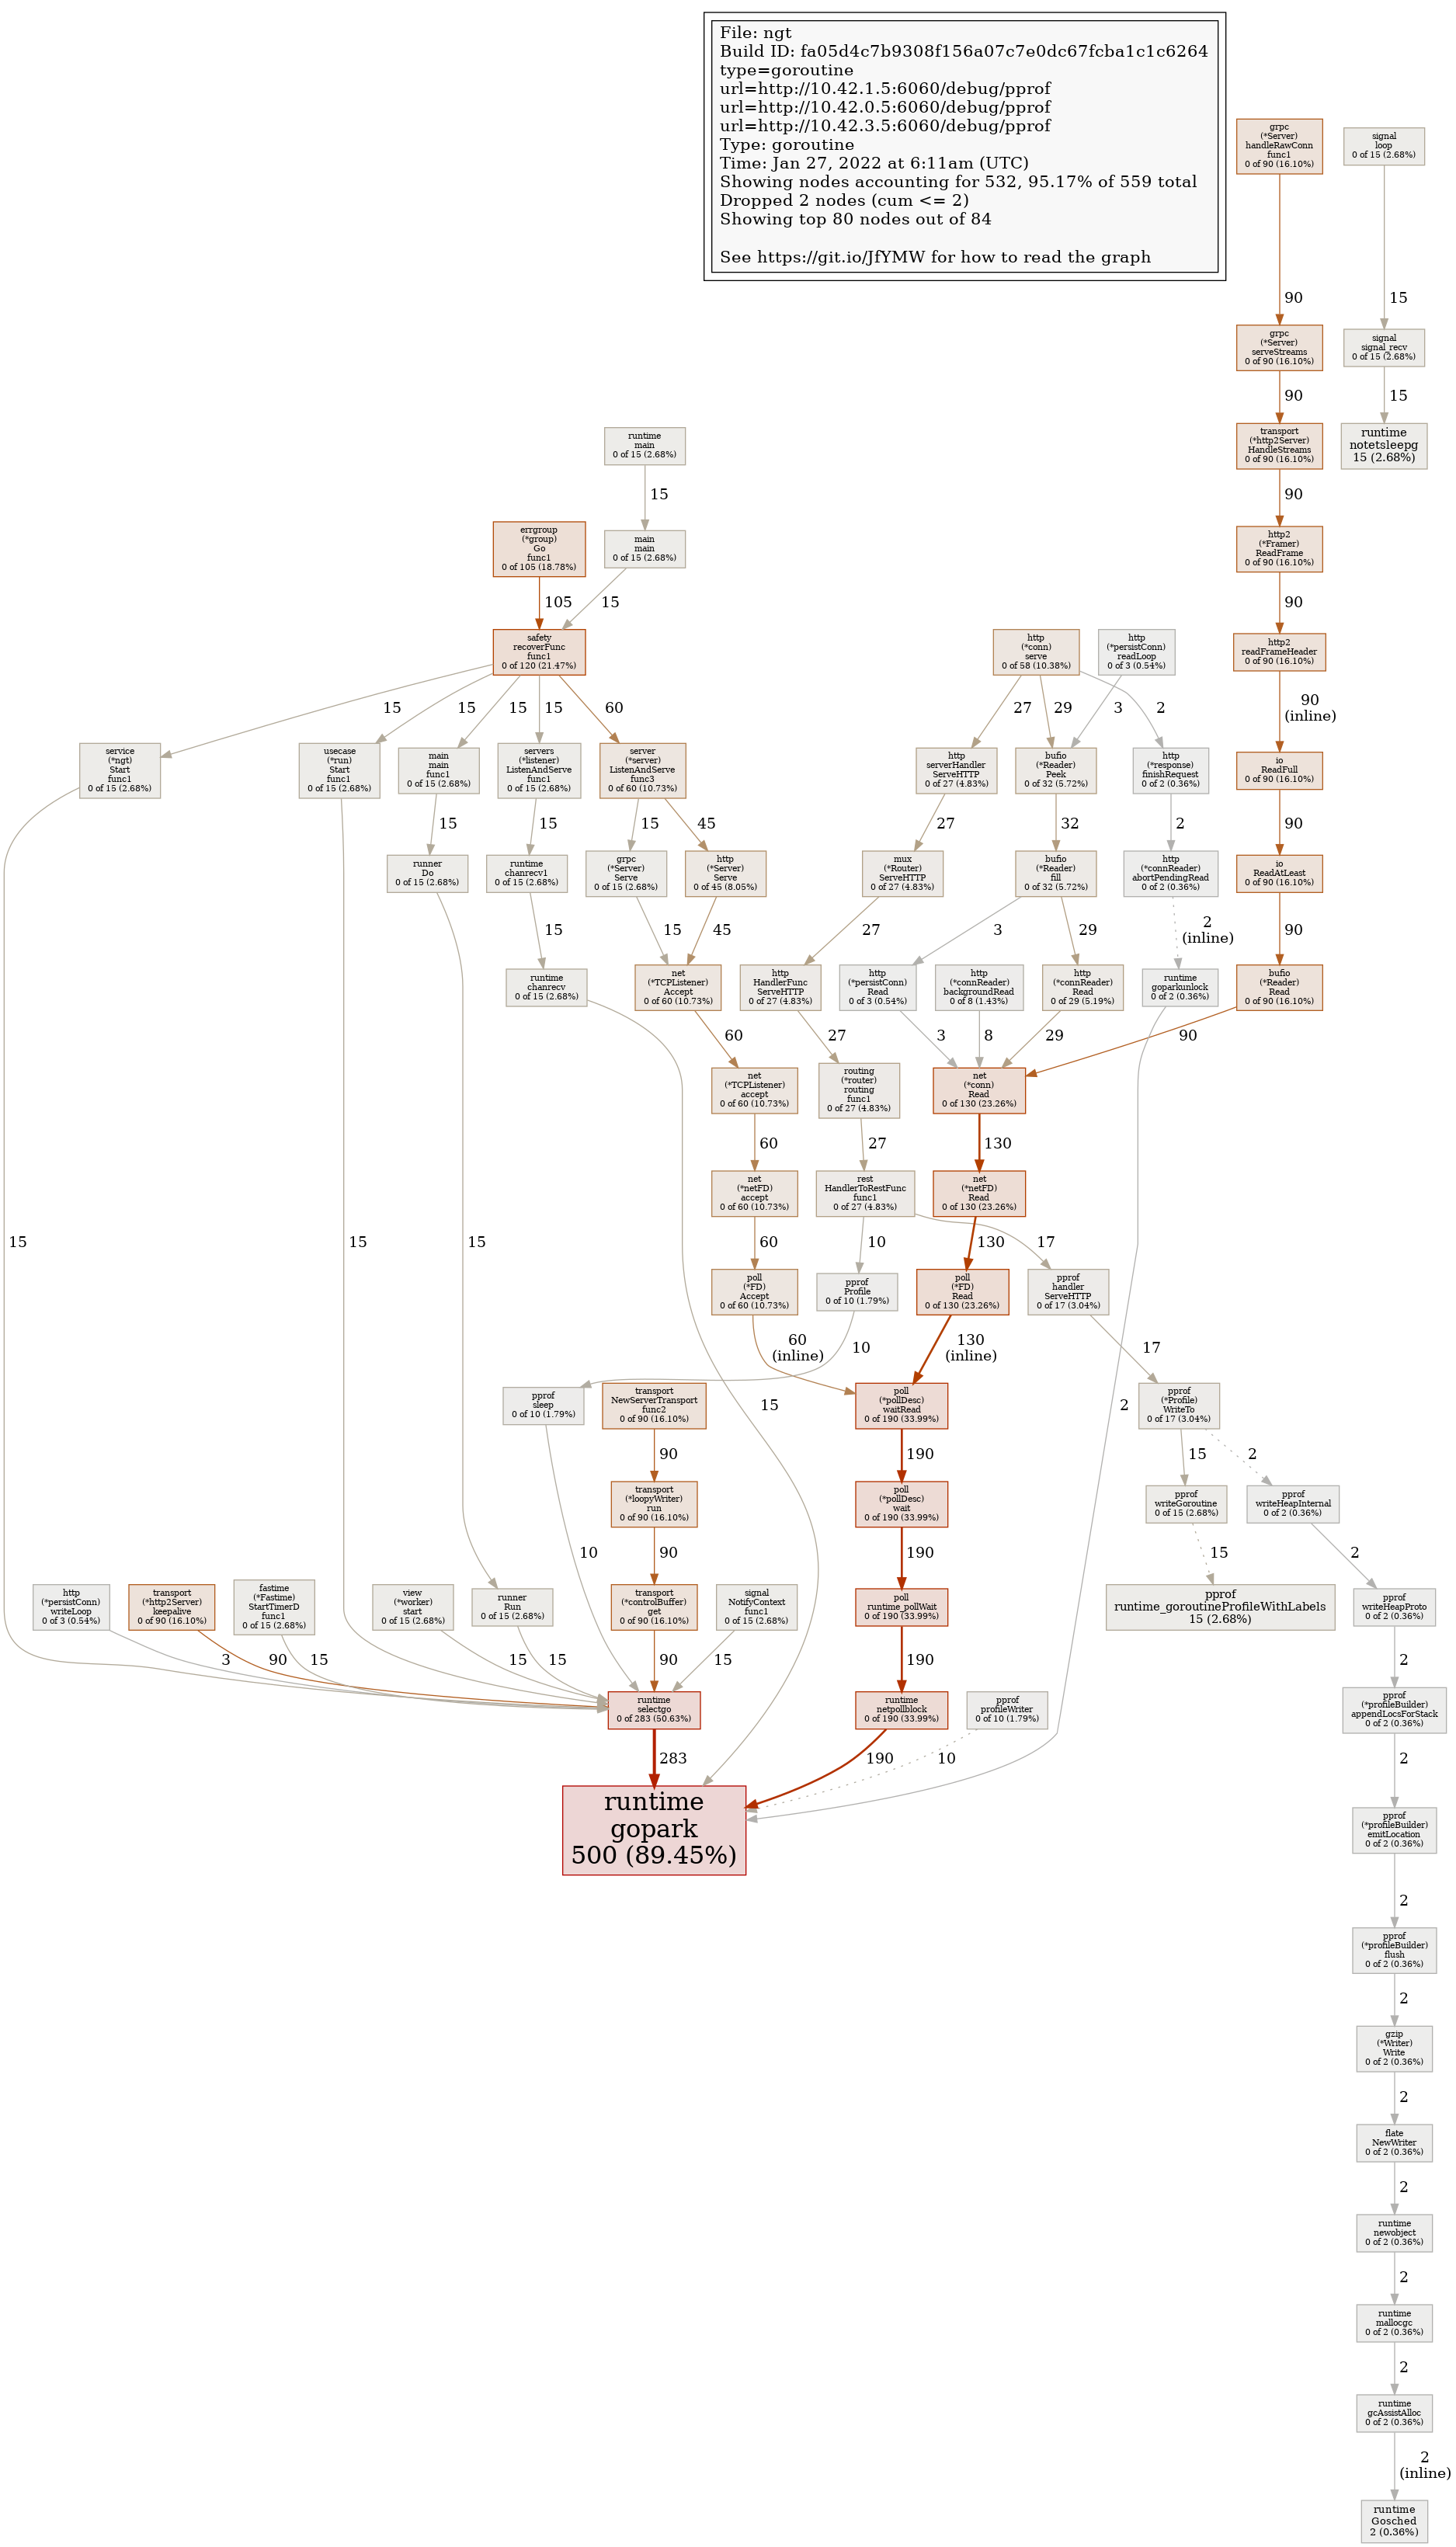 File: ngt
Build ID: fa05d4c7b9308f156a07c7e0dc67fcba1c1c6264
type=goroutine
url=http://10.42.1.5:6060/debug/pprof
url=http://10.42.0.5:6060/debug/pprof
url=http://10.42.3.5:6060/debug/pprof
Type: goroutine
Time: Jan 27, 2022 at 6:11am (UTC)
Showing nodes accounting for 532, 95.17% of 559 total
Dropped 2 nodes (cum <= 2)
Showing top 80 nodes out of 84
See https://git.io/JfYMW for how to read the graph
grpc
(*Server)
handleRawConn
func1
0 of 90 (16.10%)
signal
loop
0 of 15 (2.68%)
90
15
grpc
(*Server)
serveStreams
0 of 90 (16.10%)
signal
signal_recv
0 of 15 (2.68%)
90
15
transport
(*http2Server)
HandleStreams
0 of 90 (16.10%)
runtime
notetsleepg
15 (2.68%)
runtime
main
0 of 15 (2.68%)
15
90
errgroup
(*group)
Go
func1
0 of 105 (18.78%)
main
main
0 of 15 (2.68%)
http2
(*Framer)
ReadFrame
0 of 90 (16.10%)
105
15
90
safety
recoverFunc
func1
0 of 120 (21.47%)
http
(*conn)
serve
0 of 58 (10.38%)
http
(*persistConn)
readLoop
0 of 3 (0.54%)
http2
readFrameHeader
0 of 90 (16.10%)
15
15
15
15
60
27
29
3
2
90
(inline)
service
(*ngt)
Start
func1
0 of 15 (2.68%)
usecase
(*run)
Start
func1
0 of 15 (2.68%)
main
main
func1
0 of 15 (2.68%)
servers
(*listener)
ListenAndServe
func1
0 of 15 (2.68%)
server
(*server)
ListenAndServe
func3
0 of 60 (10.73%)
http
serverHandler
ServeHTTP
0 of 27 (4.83%)
bufio
(*Reader)
Peek
0 of 32 (5.72%)
http
(*response)
finishRequest
0 of 2 (0.36%)
io
ReadFull
0 of 90 (16.10%)
15
15
15
45
27
32
2
90
runner
Do
0 of 15 (2.68%)
runtime
chanrecv1
0 of 15 (2.68%)
grpc
(*Server)
Serve
0 of 15 (2.68%)
http
(*Server)
Serve
0 of 45 (8.05%)
mux
(*Router)
ServeHTTP
0 of 27 (4.83%)
bufio
(*Reader)
fill
0 of 32 (5.72%)
http
(*connReader)
abortPendingRead
0 of 2 (0.36%)
io
ReadAtLeast
0 of 90 (16.10%)
15
15
45
27
3
29
2
(inline)
90
runtime
chanrecv
0 of 15 (2.68%)
net
(*TCPListener)
Accept
0 of 60 (10.73%)
http
HandlerFunc
ServeHTTP
0 of 27 (4.83%)
http
(*persistConn)
Read
0 of 3 (0.54%)
http
(*connReader)
backgroundRead
0 of 8 (1.43%)
http
(*connReader)
Read
0 of 29 (5.19%)
runtime
goparkunlock
0 of 2 (0.36%)
bufio
(*Reader)
Read
0 of 90 (16.10%)
60
27
3
8
29
90
net
(*TCPListener)
accept
0 of 60 (10.73%)
routing
(*router)
routing
func1
0 of 27 (4.83%)
net
(*conn)
Read
0 of 130 (23.26%)
60
27
130
net
(*netFD)
accept
0 of 60 (10.73%)
rest
HandlerToRestFunc
func1
0 of 27 (4.83%)
net
(*netFD)
Read
0 of 130 (23.26%)
15
15
15
60
10
130
17
poll
(*FD)
Accept
0 of 60 (10.73%)
pprof
Profile
0 of 10 (1.79%)
poll
(*FD)
Read
0 of 130 (23.26%)
pprof
handler
ServeHTTP
0 of 17 (3.04%)
60
(inline)
10
130
(inline)
17
pprof
sleep
0 of 10 (1.79%)
transport
NewServerTransport
func2
0 of 90 (16.10%)
15
poll
(*pollDesc)
waitRead
0 of 190 (33.99%)
2
pprof
(*Profile)
WriteTo
0 of 17 (3.04%)
90
190
15
2
transport
(*loopyWriter)
run
0 of 90 (16.10%)
poll
(*pollDesc)
wait
0 of 190 (33.99%)
pprof
writeGoroutine
0 of 15 (2.68%)
pprof
writeHeapInternal
0 of 2 (0.36%)
10
90
190
15
2
http
(*persistConn)
writeLoop
0 of 3 (0.54%)
transport
(*http2Server)
keepalive
0 of 90 (16.10%)
fastime
(*Fastime)
StartTimerD
func1
0 of 15 (2.68%)
view
(*worker)
start
0 of 15 (2.68%)
runner
Run
0 of 15 (2.68%)
transport
(*controlBuffer)
get
0 of 90 (16.10%)
signal
NotifyContext
func1
0 of 15 (2.68%)
poll
runtime_pollWait
0 of 190 (33.99%)
pprof
runtime_goroutineProfileWithLabels
15 (2.68%)
pprof
writeHeapProto
0 of 2 (0.36%)
3
90
15
15
15
90
15
190
2
runtime
selectgo
0 of 283 (50.63%)
runtime
netpollblock
0 of 190 (33.99%)
pprof
profileWriter
0 of 10 (1.79%)
pprof
(*profileBuilder)
appendLocsForStack
0 of 2 (0.36%)
283
190
10
2
runtime
gopark
500 (89.45%)
pprof
(*profileBuilder)
emitLocation
0 of 2 (0.36%)
2
pprof
(*profileBuilder)
flush
0 of 2 (0.36%)
2
gzip
(*Writer)
Write
0 of 2 (0.36%)
2
flate
NewWriter
0 of 2 (0.36%)
2
runtime
newobject
0 of 2 (0.36%)
2
runtime
mallocgc
0 of 2 (0.36%)
2
runtime
gcAssistAlloc
0 of 2 (0.36%)
2
(inline)
runtime
Gosched
2 (0.36%)